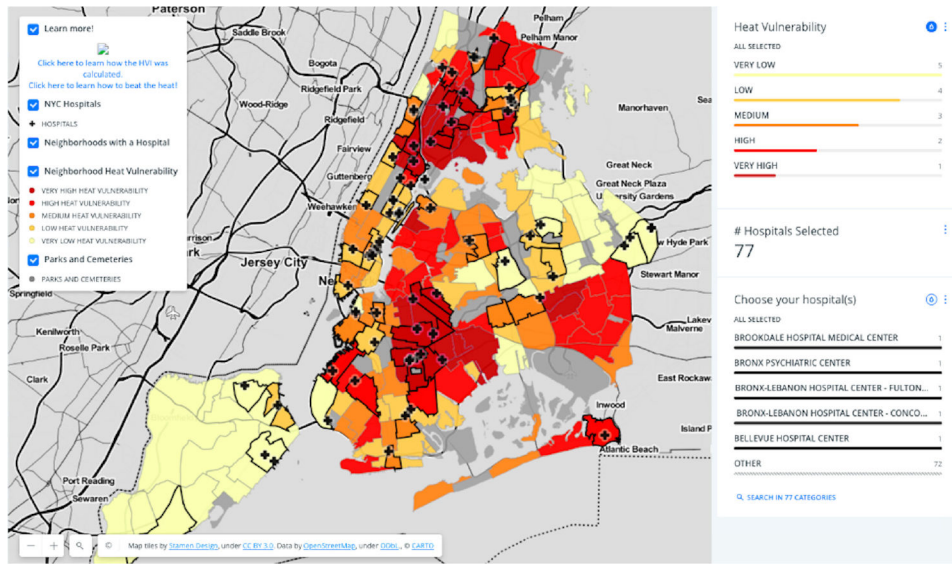 Paterson
Saddle Brook
Pelham
Pelham Manor
Bogota
Ridgefield Park
Wood-Ridge
Ridgefield
Fairview
Guttenberg
Weehawken
Manorhaven
Great Neck
Great Neck Plaza
University Gardens
Hyde Park
Stewart Manor
Jersey City
Springfield
Kenilworth
Roselle Park
Clark
Malverne
East Rockaw
Inwood
Island P
Atlantic Beach
Port Reading
Sewaren
Learn more!
Click here to learn how the HVI was
calculated.
Click here to learn how to beat the heat!
NYC Hospitals
HOSPITALS
Neighborhoods with a Hospital
Neighborhood Heat Vulnerability
VERY HIGH HEAT VULNERABILITY
HIGH HEAT VULNERABILITY
MEDIUM HEAT VULNERABILITY
LOW HEAT VULNERABILITY
VERY LOW HEAT VULNERABILITY
Parks and Cemeteries
PARKS AND CEMETERIES
© Map tiles by Stamen Design, under CC BY 3.0. Data by OpenStreetMap, under ODbL., © CARTO
Heat Vulnerability 6
ALL SELECTED
VERY LOW 5
LOW 4
MEDIUM 3
HIGH 2
VERY HIGH 1
# Hospitals Selected
77
Choose your hospital(s) 6
ALL SELECTED
BROOKDALE HOSPITAL MEDICAL CENTER 1
BRONX PSYCHIATRIC CENTER 1
BRONX-LEBANON HOSPITAL CENTER - FULTON... 1
BRONX-LEBANON HOSPITAL CENTER - CONCO... 1
BELLEVUE HOSPITAL CENTER 1
OTHER 72
SEARCH IN 77 CATEGORIES